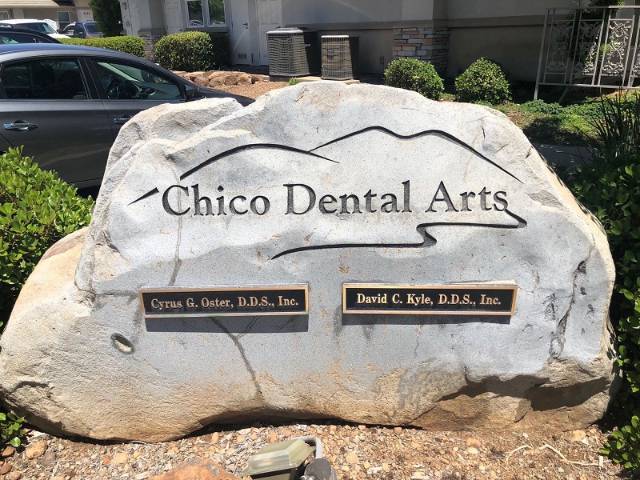 Chico Dental Arts
Cyrus G. Oster, D.D.S., Inc.
David C. Kyle, D.D.S., Inc.